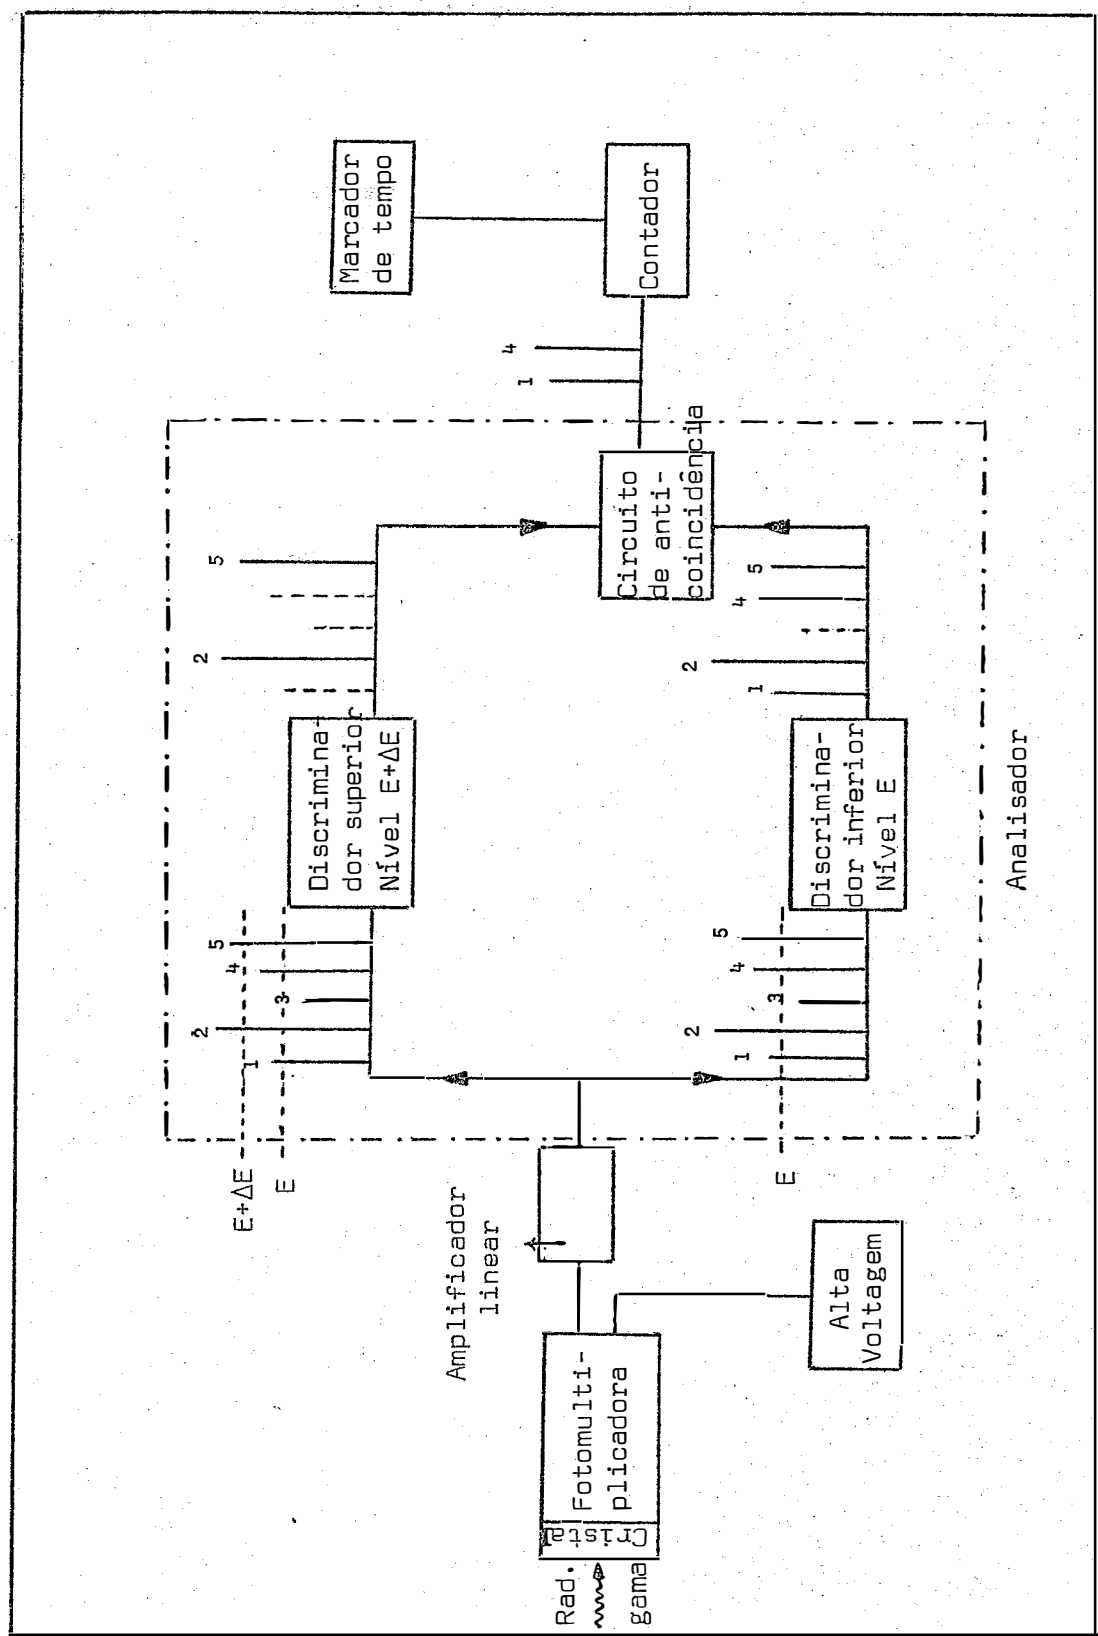 Rad.
gama
Cristal
Fotomulti-
plicadora
Alta
Voltagem
Amplificador
linear
E+ΔE
E
E
1
2
3
4
5
1
2
3
4
5
Discrimina-
dor superior
Nível E+ΔE
Discrimina-
dor inferior
Nível E
2
5
1
2
4
5
Circuito
de anti-
coincidência
Analisador
1
4
Contador
Marcador
de tempo